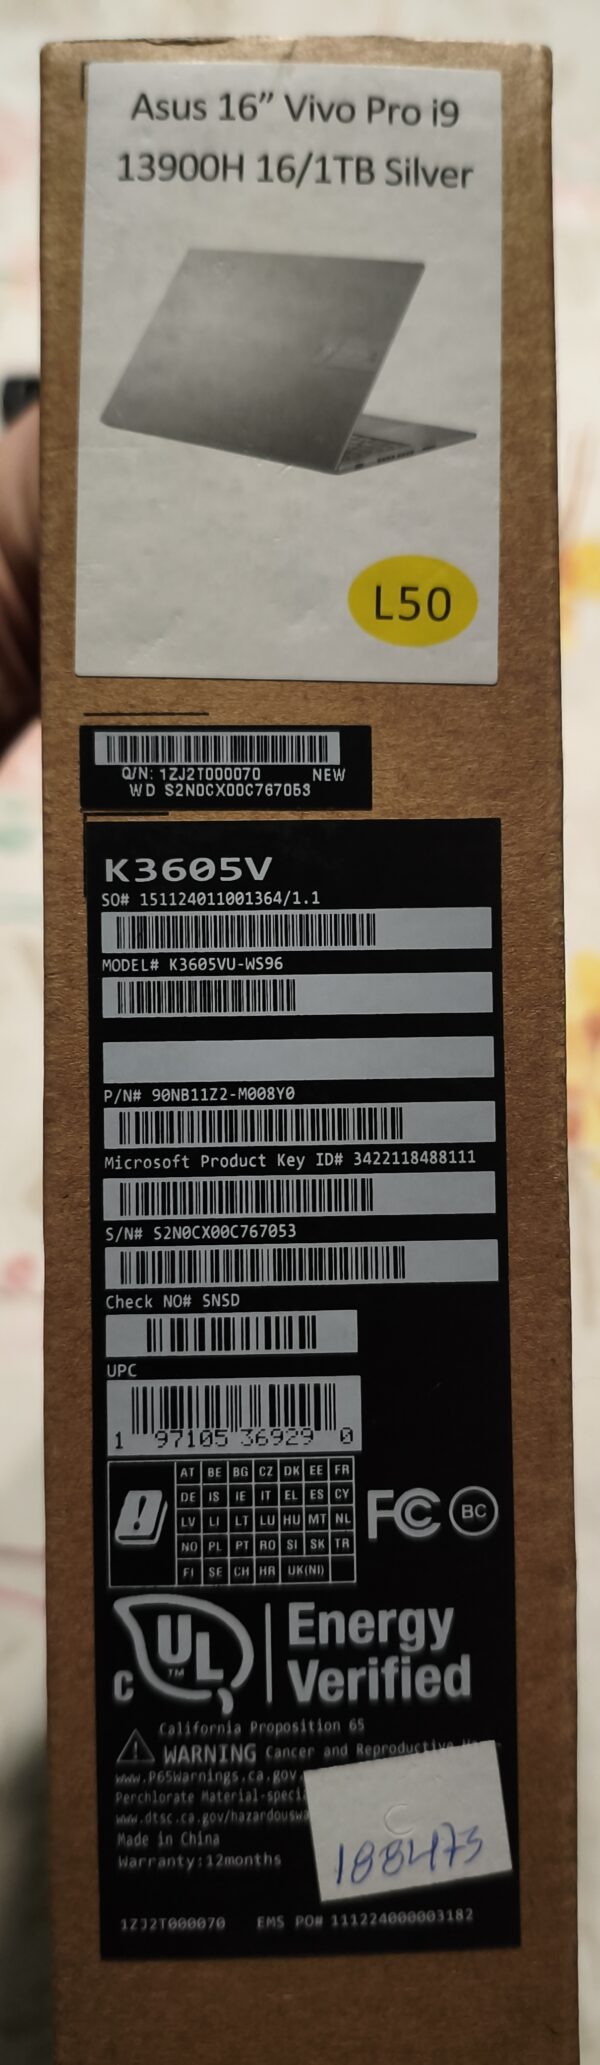 Asus 16” Vivo Pro i9
13900H 16/1TB Silver
L50
Q/N: 1ZJ2T000070 NEW
WD S2N0CX00C767053
K3605V
SO# 151124011001364/1.1
MODEL# K3605VU-WS96
P/N# 90NB11Z2-M008Y0
Microsoft Product Key ID# 3422118488111
S/N# S2N0CX00C767053
Check NO# SNSD
UPC
1 97105 36929 0
AT BE BG CZ DK EE FR
DE IS IE IT EL ES CY
LV LI LT LU HU MT NL
NO PL PT RO SI SK TR
FI SE CH HR UK(NI)
FC BC
C UL TM
Energy
Verified
California Proposition 65
WARNING Cancer and Reproductive
www.P65Warnings.ca.gov.
Perchlorate Material-speci
www.dtsc.ca.gov/hazardouswa
Made in China
Warranty:12months
188473
1ZJ2T000070 EMS PO# 111224000003182